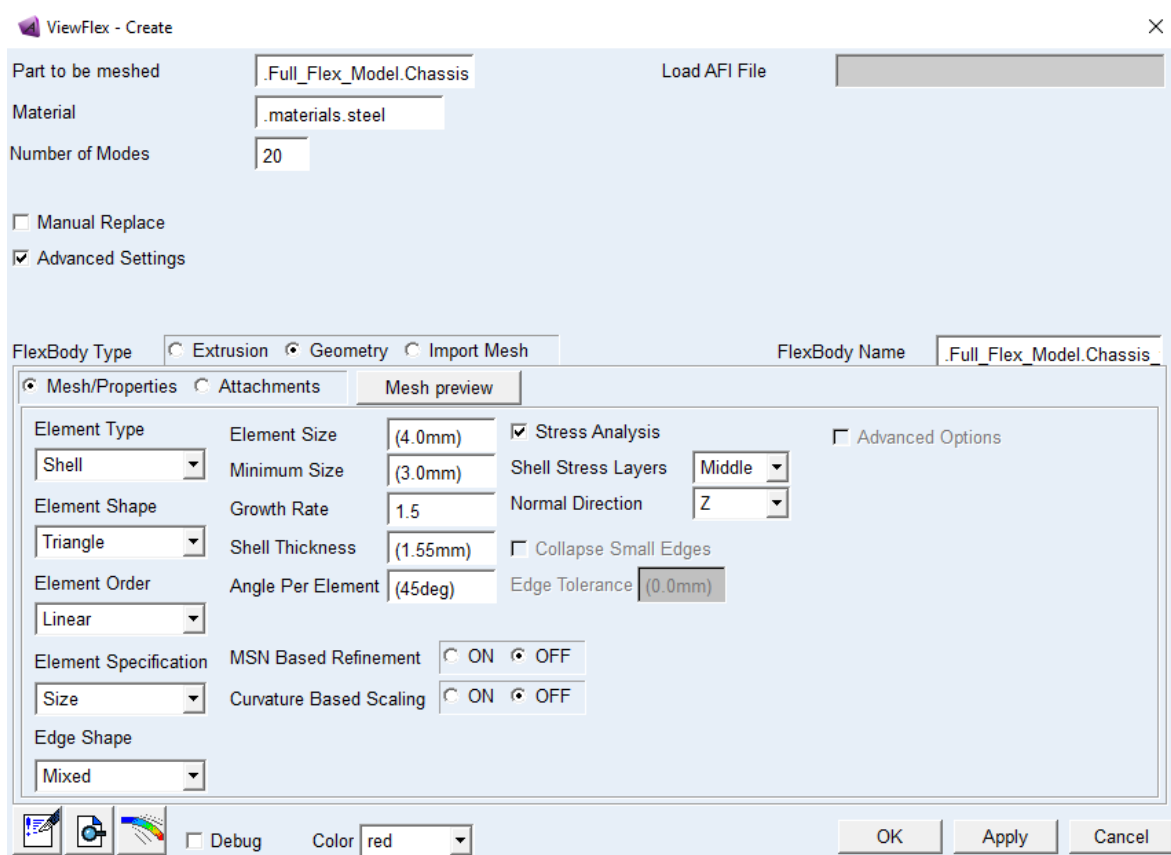 ViewFlex - Create
Part to be meshed .Full_Flex_Model.Chassis Load AFI File
Material .materials.steel
Number of Modes 20
Manual Replace
Advanced Settings
FlexBody Type Extrusion Geometry Import Mesh FlexBody Name .Full_Flex_Model.Chassis_
Mesh/Properties Attachments Mesh preview
Element Type Element Size (4.0mm) Stress Analysis Advanced Options
Shell Minimum Size (3.0mm) Shell Stress Layers Middle
Element Shape Growth Rate 1.5 Normal Direction Z
Triangle Shell Thickness (1.55mm) Collapse Small Edges
Element Order Angle Per Element (45deg) Edge Tolerance (0.0mm)
Linear
Element Specification MSN Based Refinement ON OFF
Size Curvature Based Scaling ON OFF
Edge Shape
Mixed
Debug Color red OK Apply Cancel